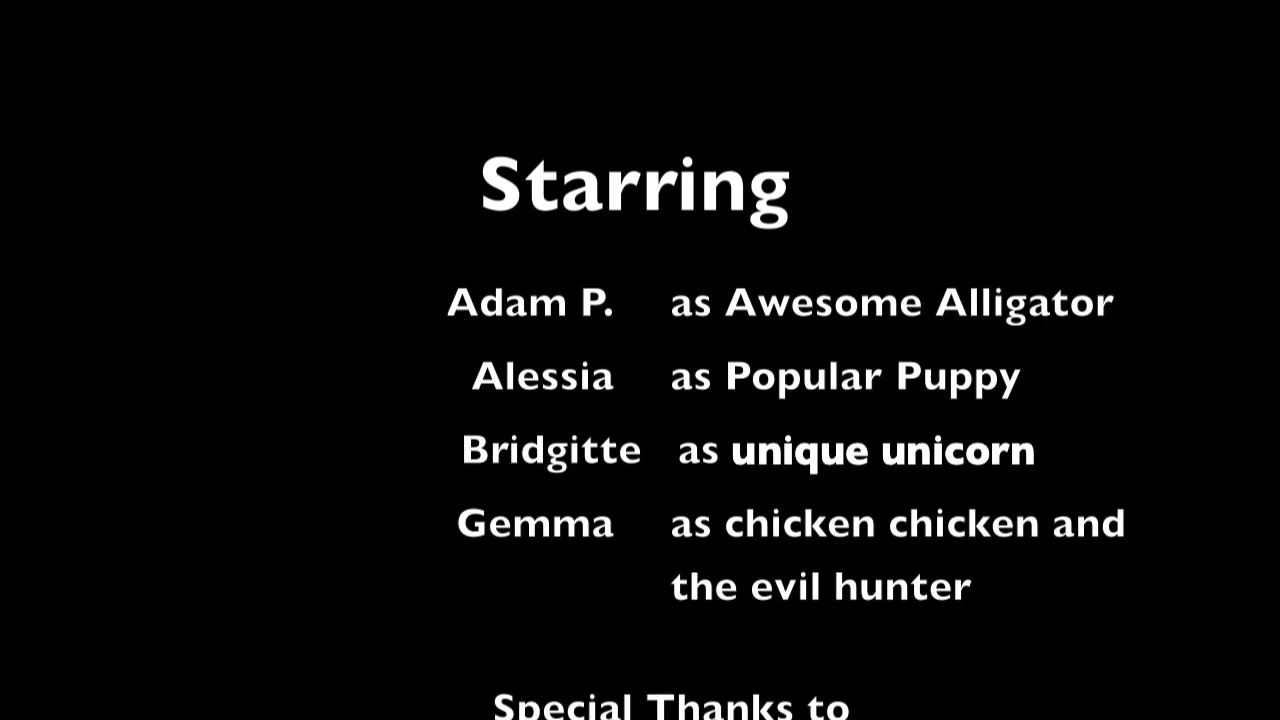 Starring
Adam P. as Awesome Alligator
Alessia as Popular Puppy
Bridgitte as unique unicorn
Gemma as chicken chicken and
the evil hunter
Special Thanks to